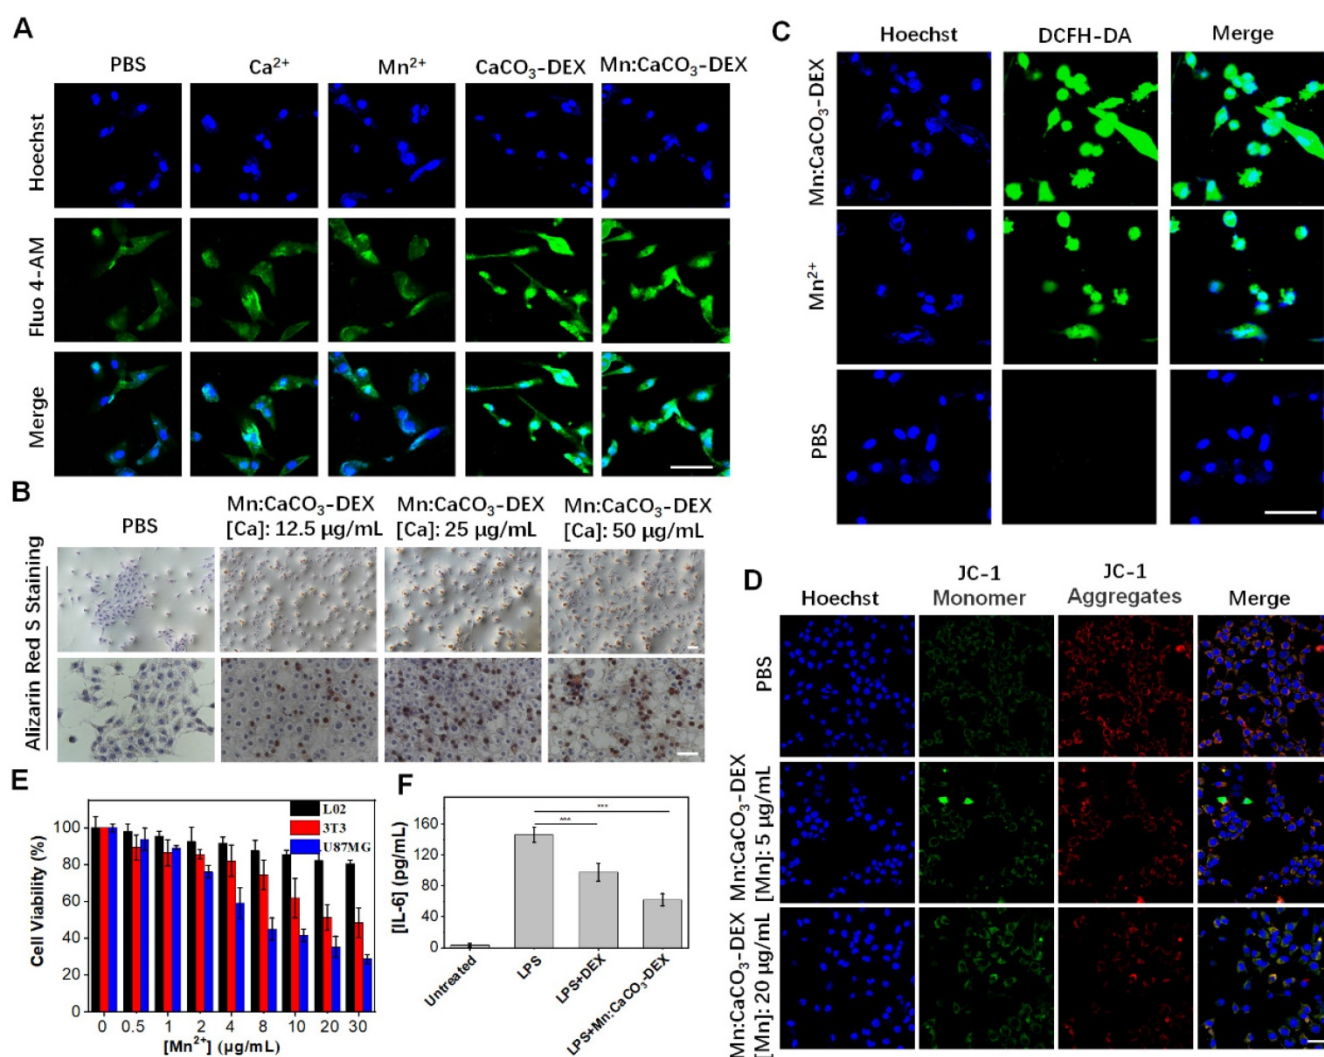 A
PBS
Ca²⁺
Mn²⁺
CaCO₃-DEX
Mn:CaCO₃-DEX
Hoechst
Fluo 4-AM
Merge
B
PBS
Mn:CaCO₃-DEX
[Ca]: 12.5 μg/mL
Mn:CaCO₃-DEX
[Ca]: 25 μg/mL
Mn:CaCO₃-DEX
[Ca]: 50 μg/mL
Alizarin Red S Staining
C
Hoechst
DCFH-DA
Merge
Mn:CaCO₃-DEX
Mn²⁺
PBS
D
Hoechst
JC-1
Monomer
JC-1
Aggregates
Merge
PBS
Mn:CaCO₃-DEX
[Mn]: 5 μg/mL
Mn:CaCO₃-DEX
[Mn]: 20 μg/mL
E
L02
3T3
U87MG
Cell Viability (%)
100
80
60
40
20
0
0 0.5 1 2 4 8 10 20 30
[Mn²⁺] (μg/mL)
F
[IL-6] (pg/mL)
160
120
80
40
0
***
***
Untreated
LPS
LPS+DEX
LPS+Mn:CaCO₃-DEX